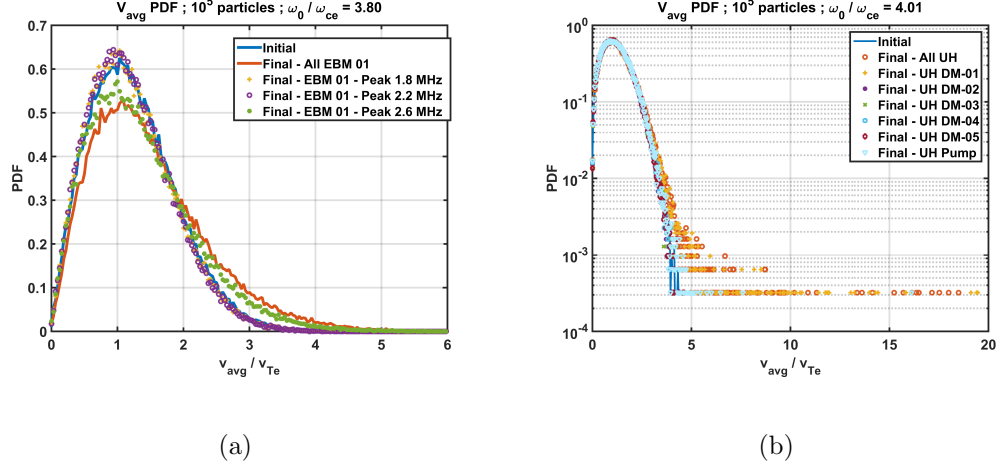 V_avg PDF ; 10^5 particles ; ω_0 / ω_ce = 3.80
0.7
0.6
0.5
0.4
0.3
0.2
0.1
0
PDF
Initial
Final - All EBM 01
Final - EBM 01 - Peak 1.8 MHz
Final - EBM 01 - Peak 2.2 MHz
Final - EBM 01 - Peak 2.6 MHz
0 1 2 3 4 5 6
v_avg / v_Te
(a)
V_avg PDF ; 10^5 particles ; ω_0 / ω_ce = 4.01
10^0
10^-1
10^-2
10^-3
10^-4
PDF
Initial
Final - All UH
Final - UH DM-01
Final - UH DM-02
Final - UH DM-03
Final - UH DM-04
Final - UH DM-05
Final - UH Pump
0 5 10 15 20
v_avg / v_Te
(b)